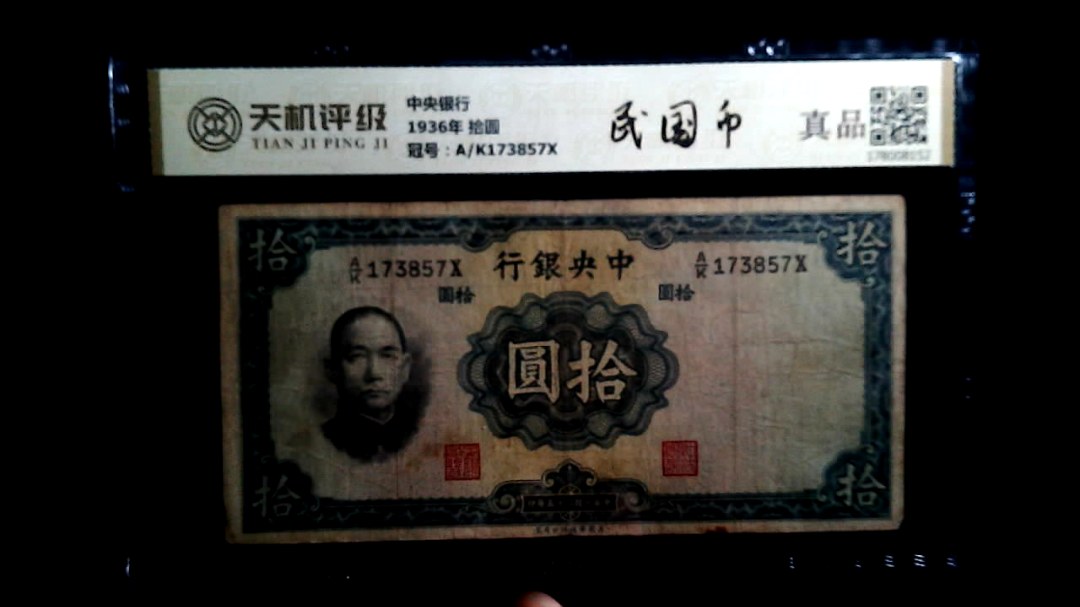 天机评级
TIAN JI PING JI
中央银行
1936年 拾圆
冠号：A/K173857X
民国币
真品
拾
拾
A/K 173857X
行銀央中
A/K 173857X
圓拾
圓拾
圓拾
拾
拾